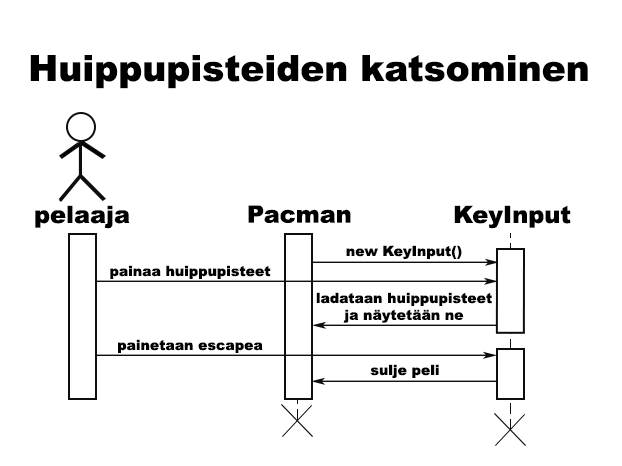 Huippupisteiden katsominen
pelaaja
Pacman
KeyInput
new KeyInput()
painaa huippupisteet
ladataan huippupisteet
ja näytetään ne
painetaan escapea
sulje peli